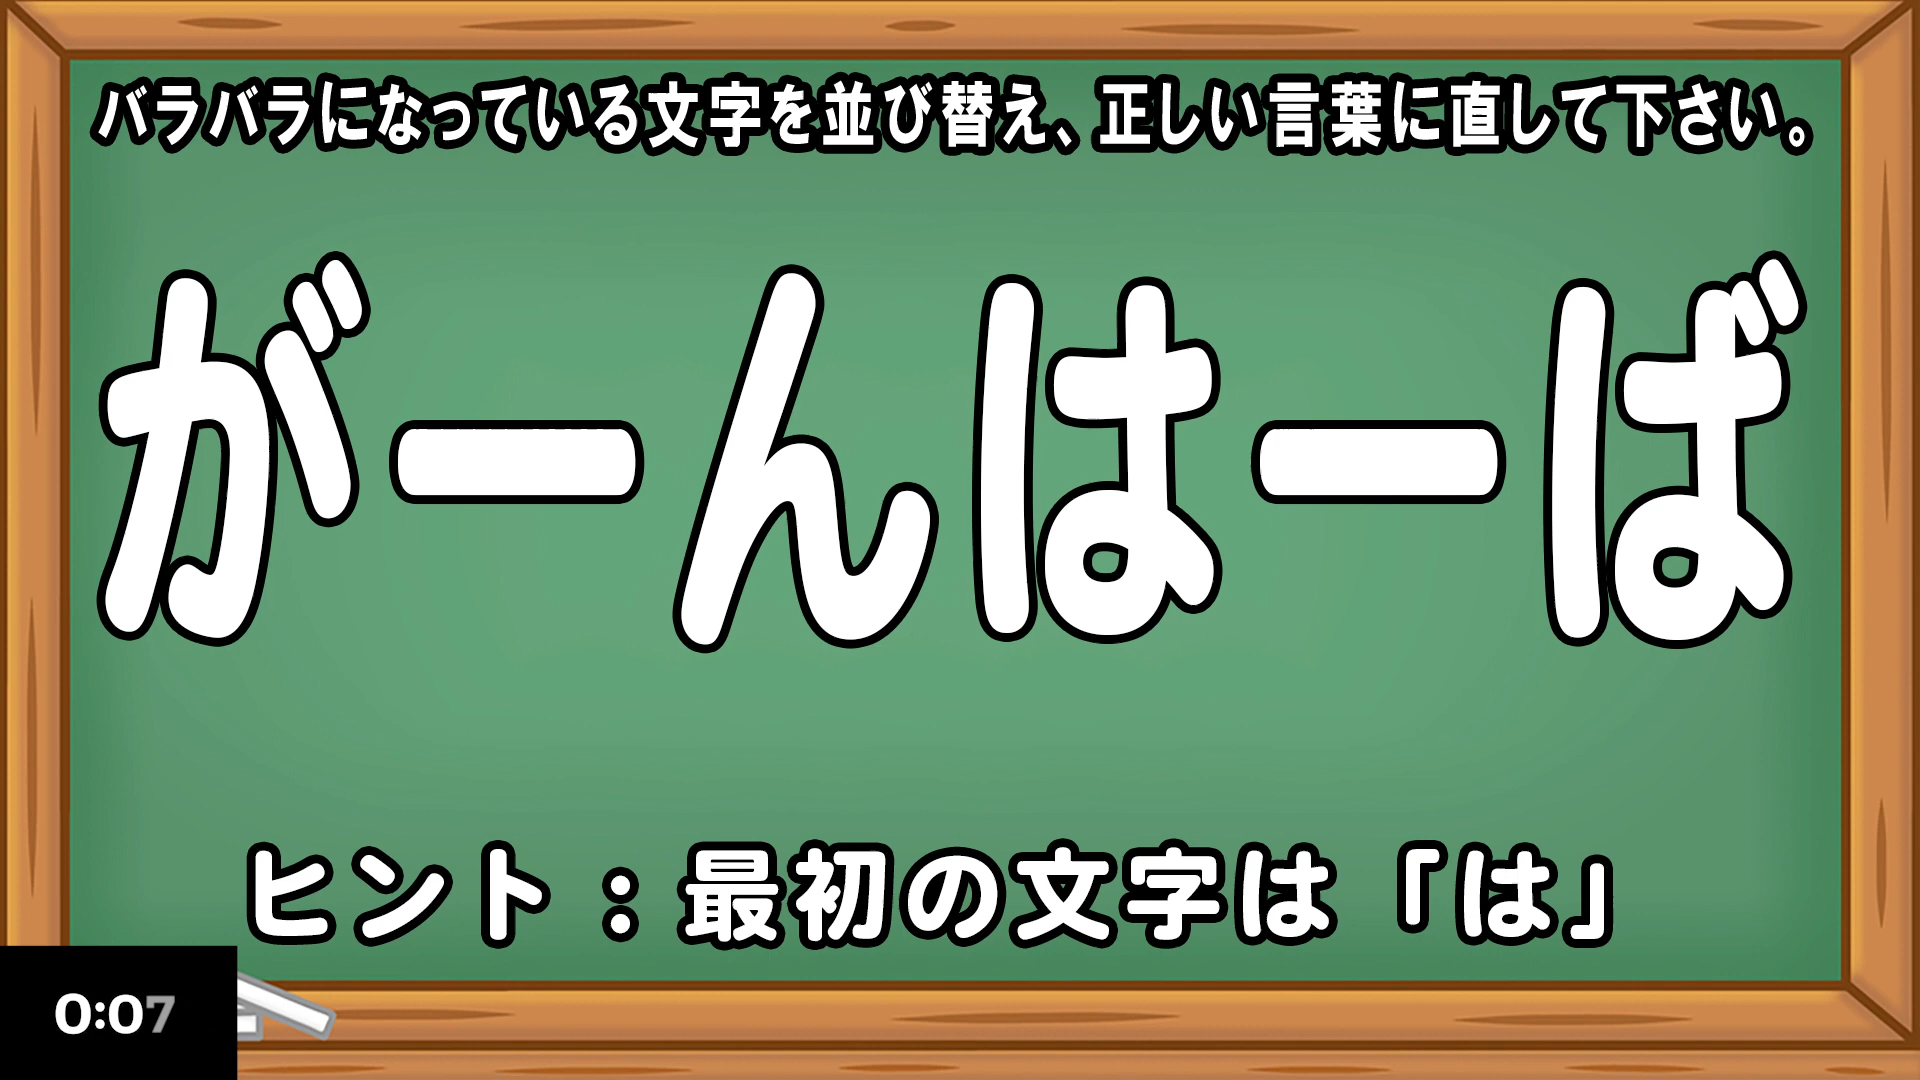 バラバラになっている文字を並び替え、正しい言葉に直して下さい。
がーんはーば
ヒント：最初の文字は「は」
0:07